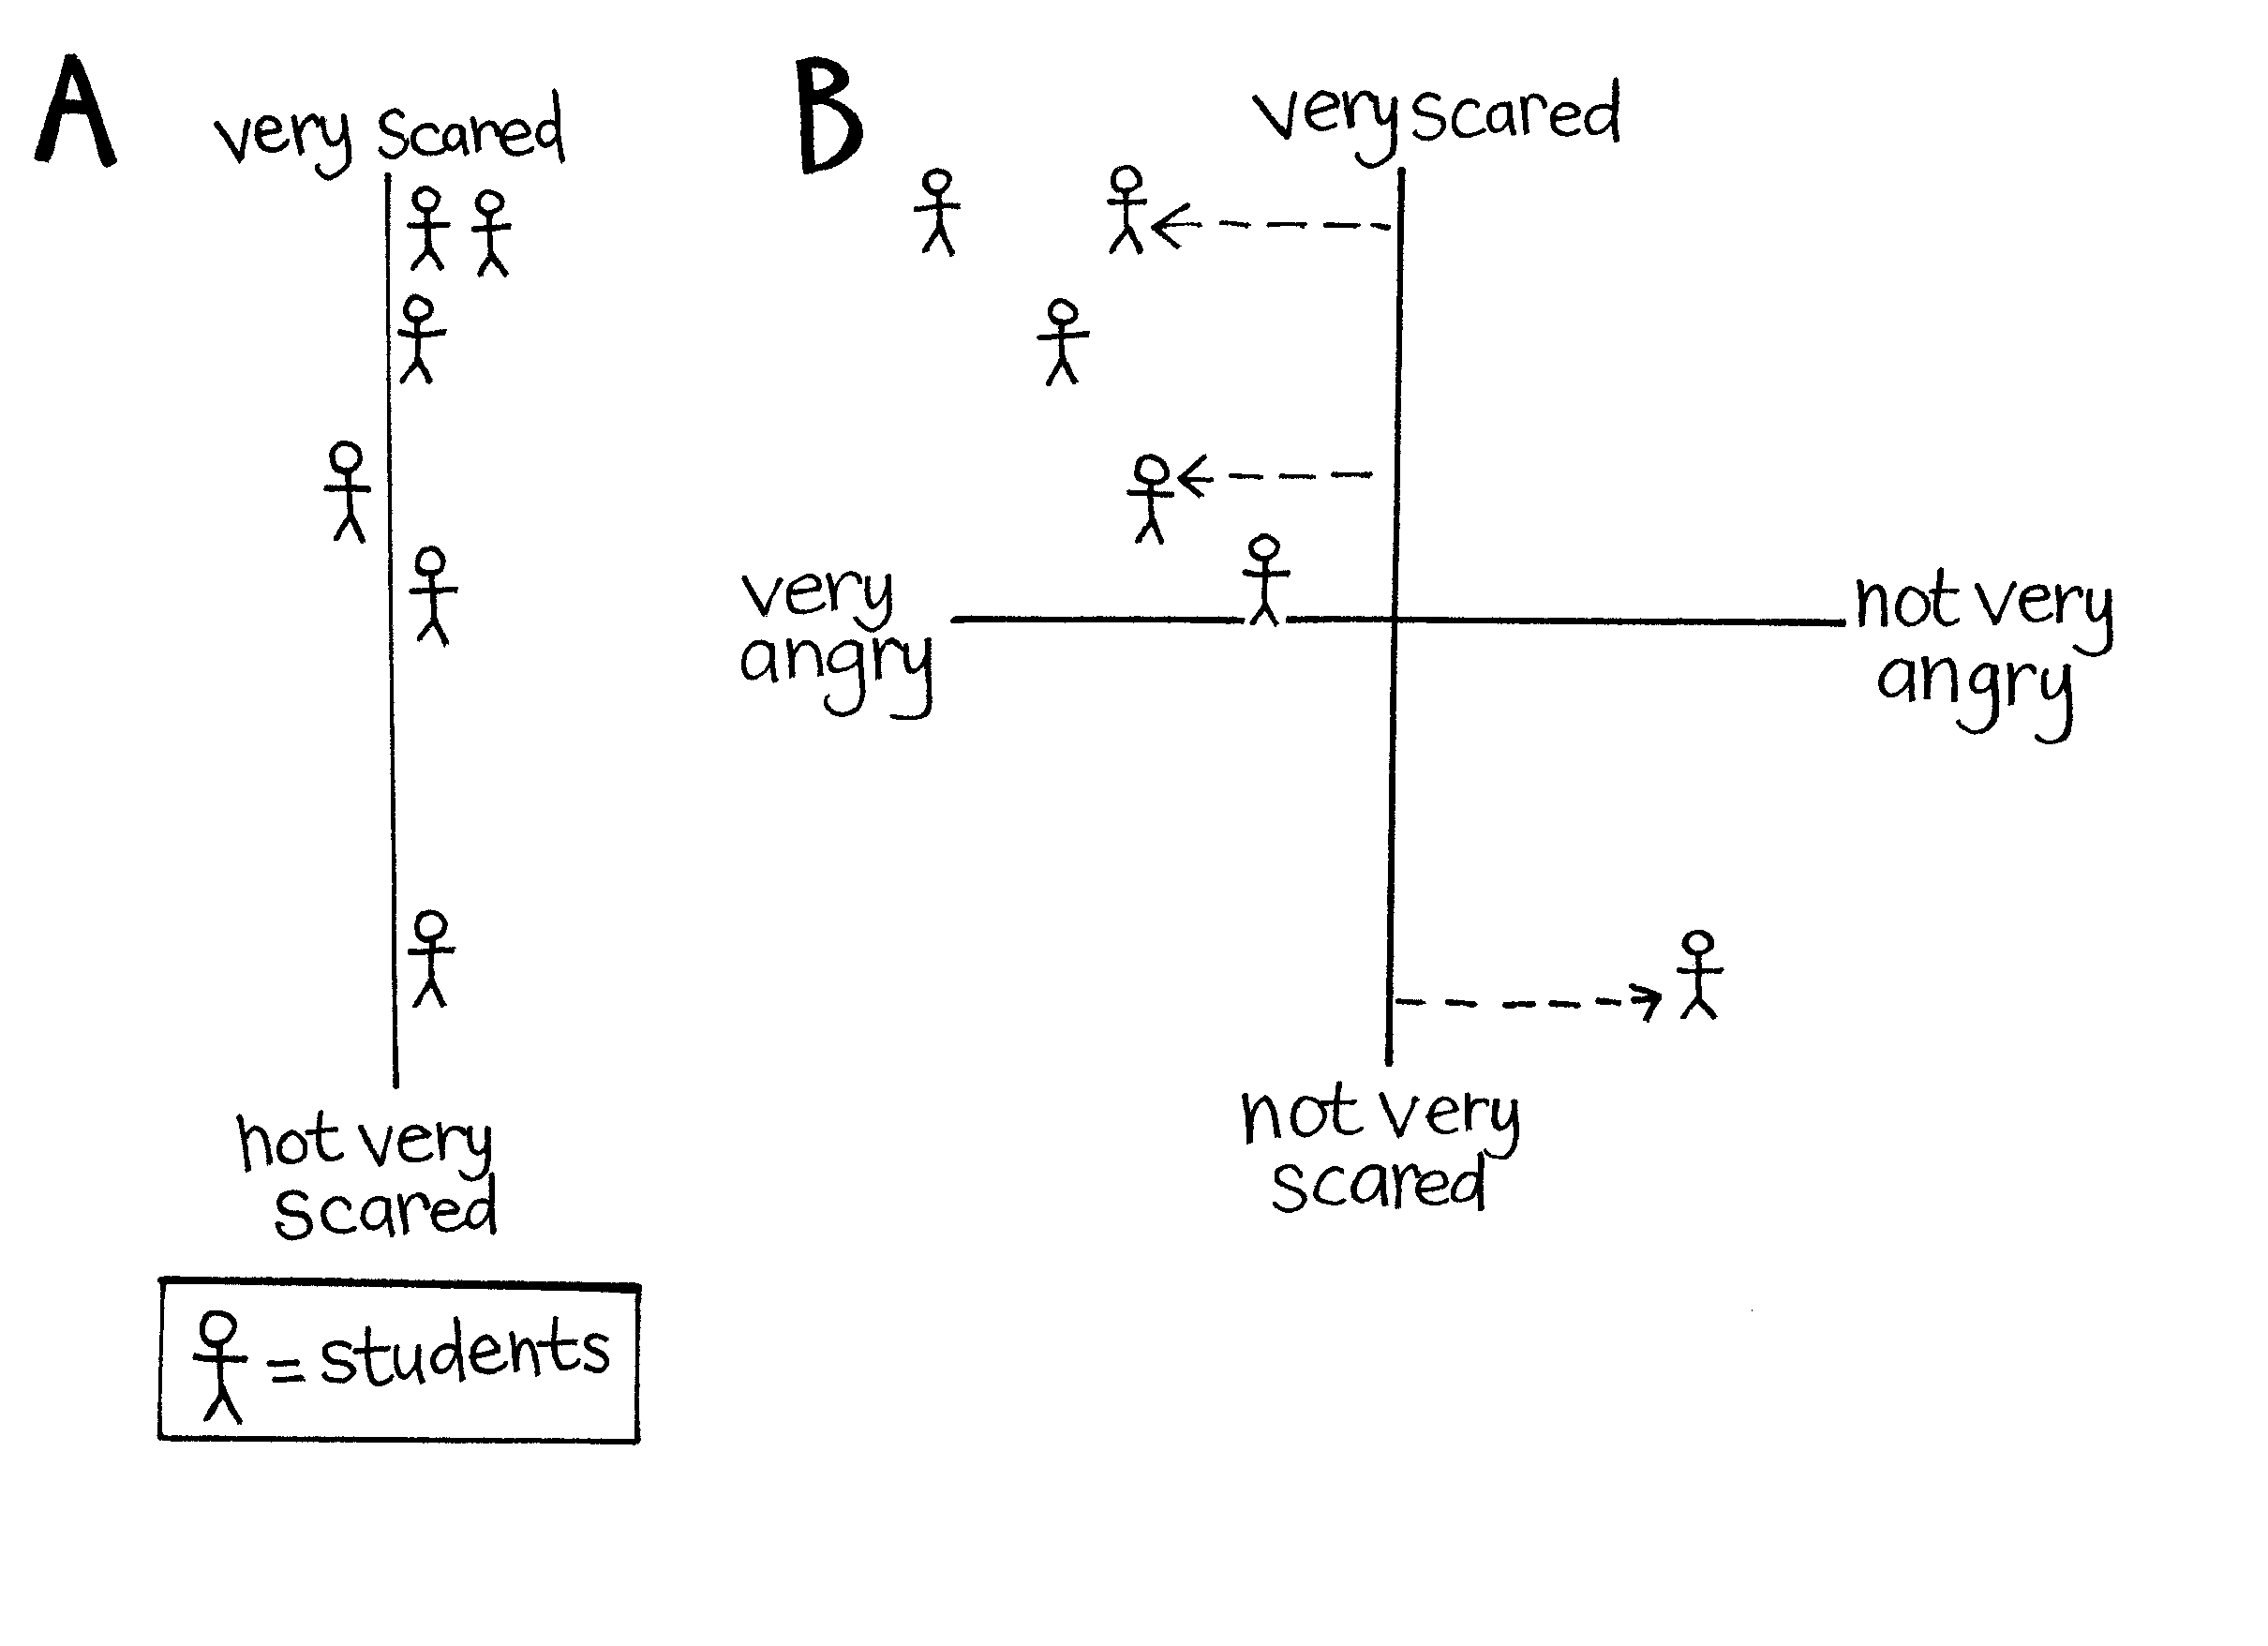 A
very scared
not very
scared
= students
B
very scared
very
angry
not very
angry
not very
scared